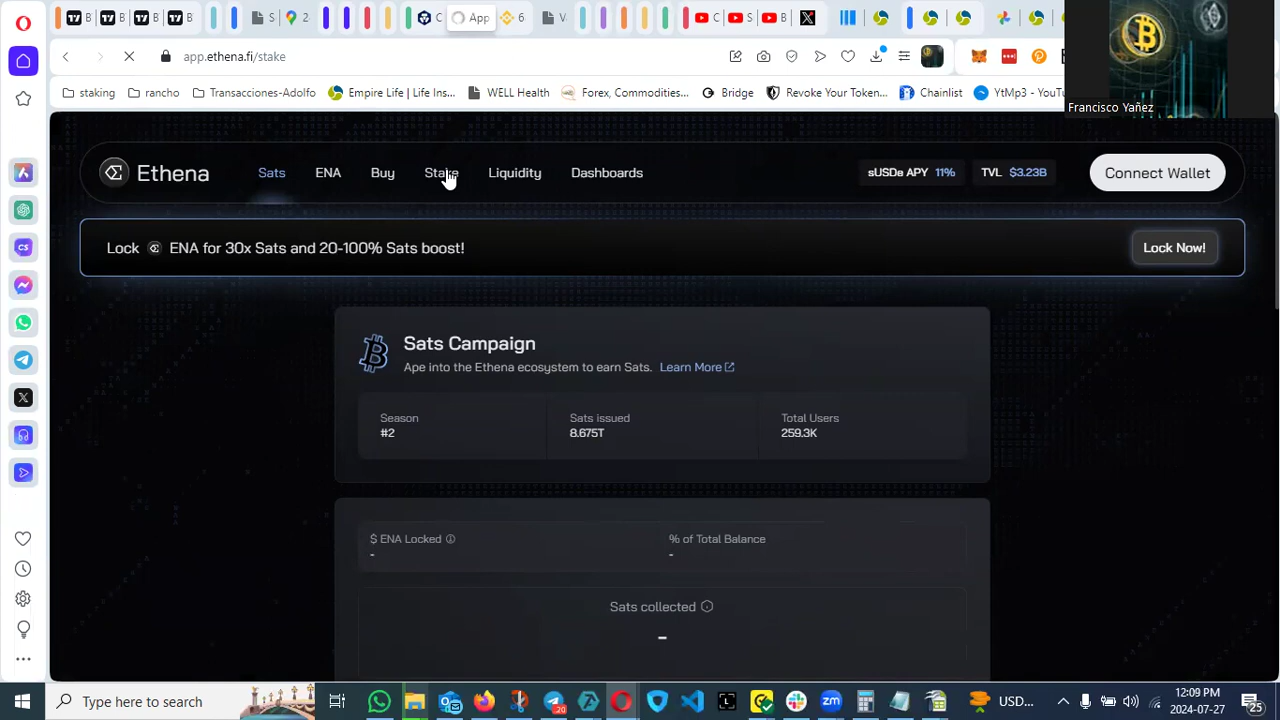 App
6
2
app.ethena.fi/stake
staking
rancho
Transacciones-Adolfo
Empire Life | Life Ins...
WELL Health
Forex, Commodities...
Bridge
Revoke Your Token...
Chainlist
YtMp3 - YouTu
Francisco Yañez
Ethena
Sats
ENA
Buy
Stake
Liquidity
Dashboards
sUSDe APY 11%
TVL $3.23B
Connect Wallet
Lock ENA for 30x Sats and 20-100% Sats boost!
Lock Now!
Sats Campaign
Ape into the Ethena ecosystem to earn Sats. Learn More
Season
#2
Sats issued
8.675T
Total Users
259.3K
$ ENA Locked
-
% of Total Balance
-
Sats collected
-
Type here to search
USD...
12:09 PM
2024-07-27
25